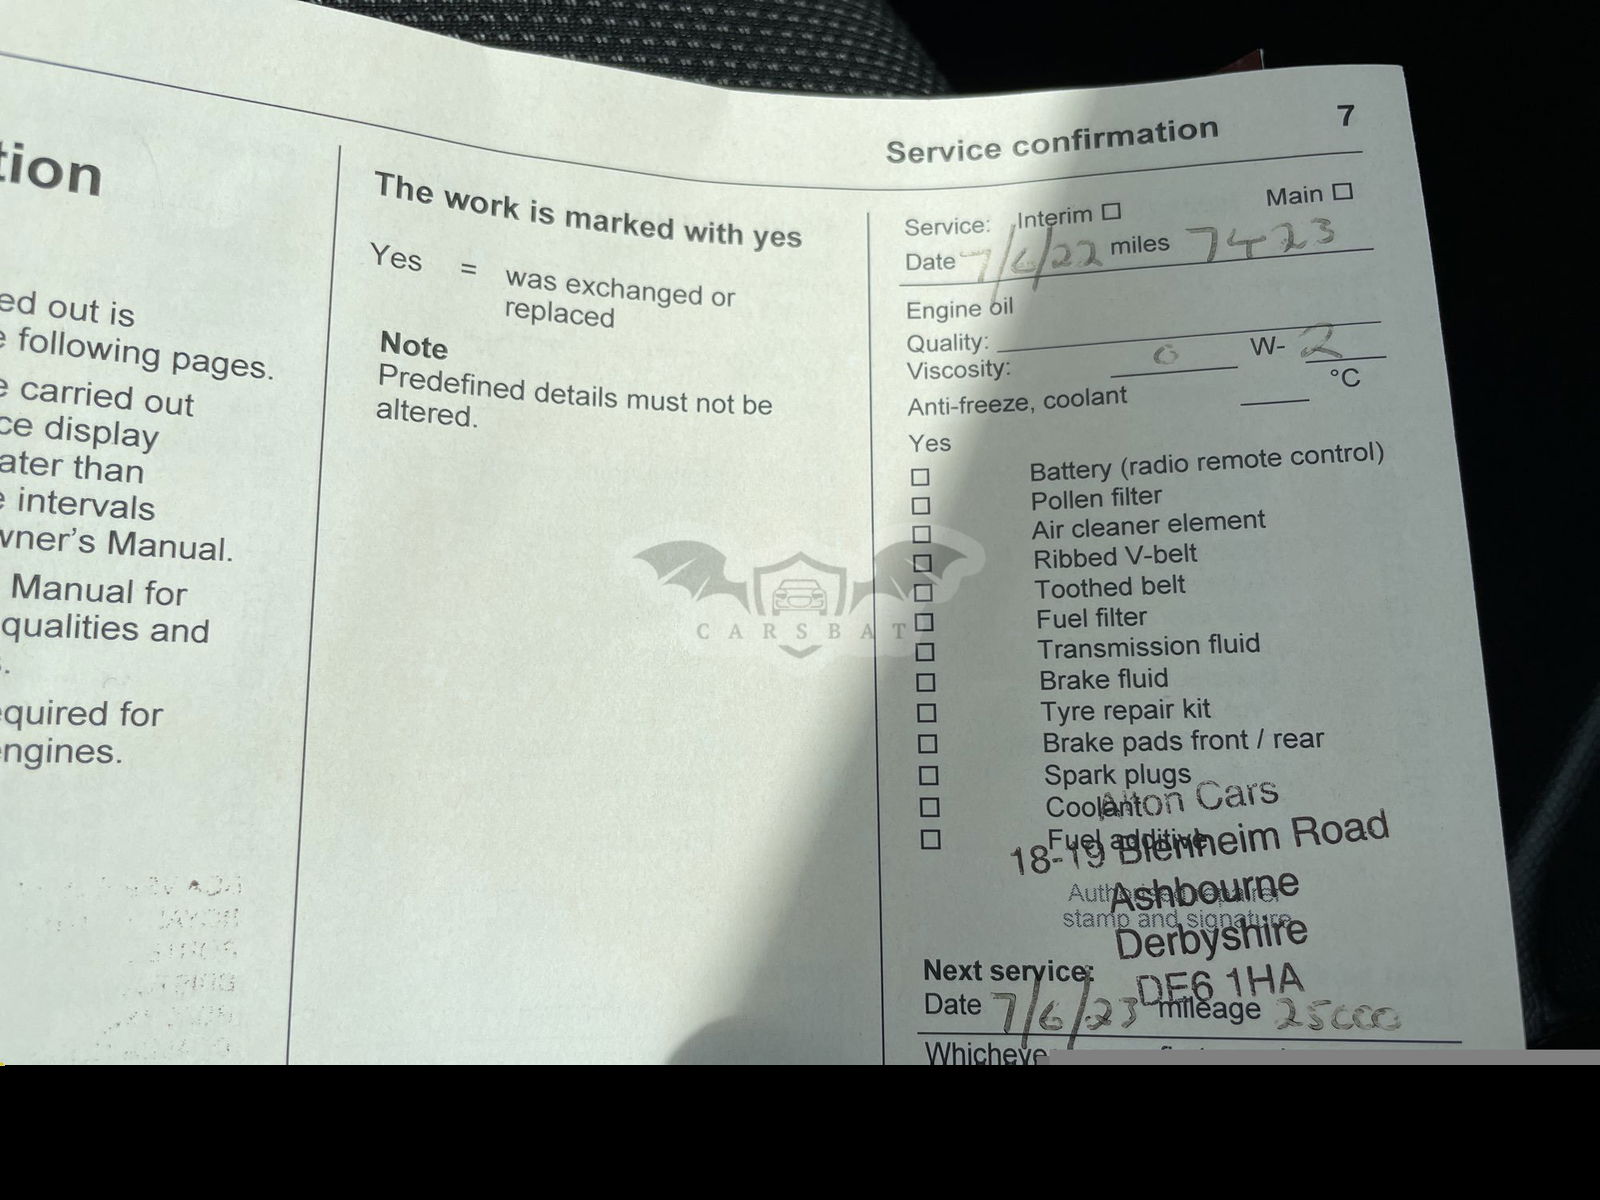 Service confirmation
7
tion
ed out is
e following pages.
e carried out
ce display
ater than
e intervals
wner's Manual.
Manual for
qualities and
s.
equired for
engines.
The work is marked with yes
Yes = was exchanged or
replaced
Note
Predefined details must not be
altered.
Service: Interim ☐ Main ☐
Date 7/6/22 miles 7423
Engine oil
Quality:
Viscosity: 0 W- 2
Anti-freeze, coolant °C
Yes
☐ Battery (radio remote control)
☐ Pollen filter
☐ Air cleaner element
☐ Ribbed V-belt
☐ Toothed belt
☐ Fuel filter
☐ Transmission fluid
☐ Brake fluid
☐ Tyre repair kit
☐ Brake pads front / rear
☐ Spark plugs
☐ Coolant
☐ Fuel additive
Alton Cars
18-19 Blenheim Road
Ashbourne
Derbyshire
DE6 1HA
stamp and signature
Next service:
Date 7/6/23 mileage 25000
CARSBAT